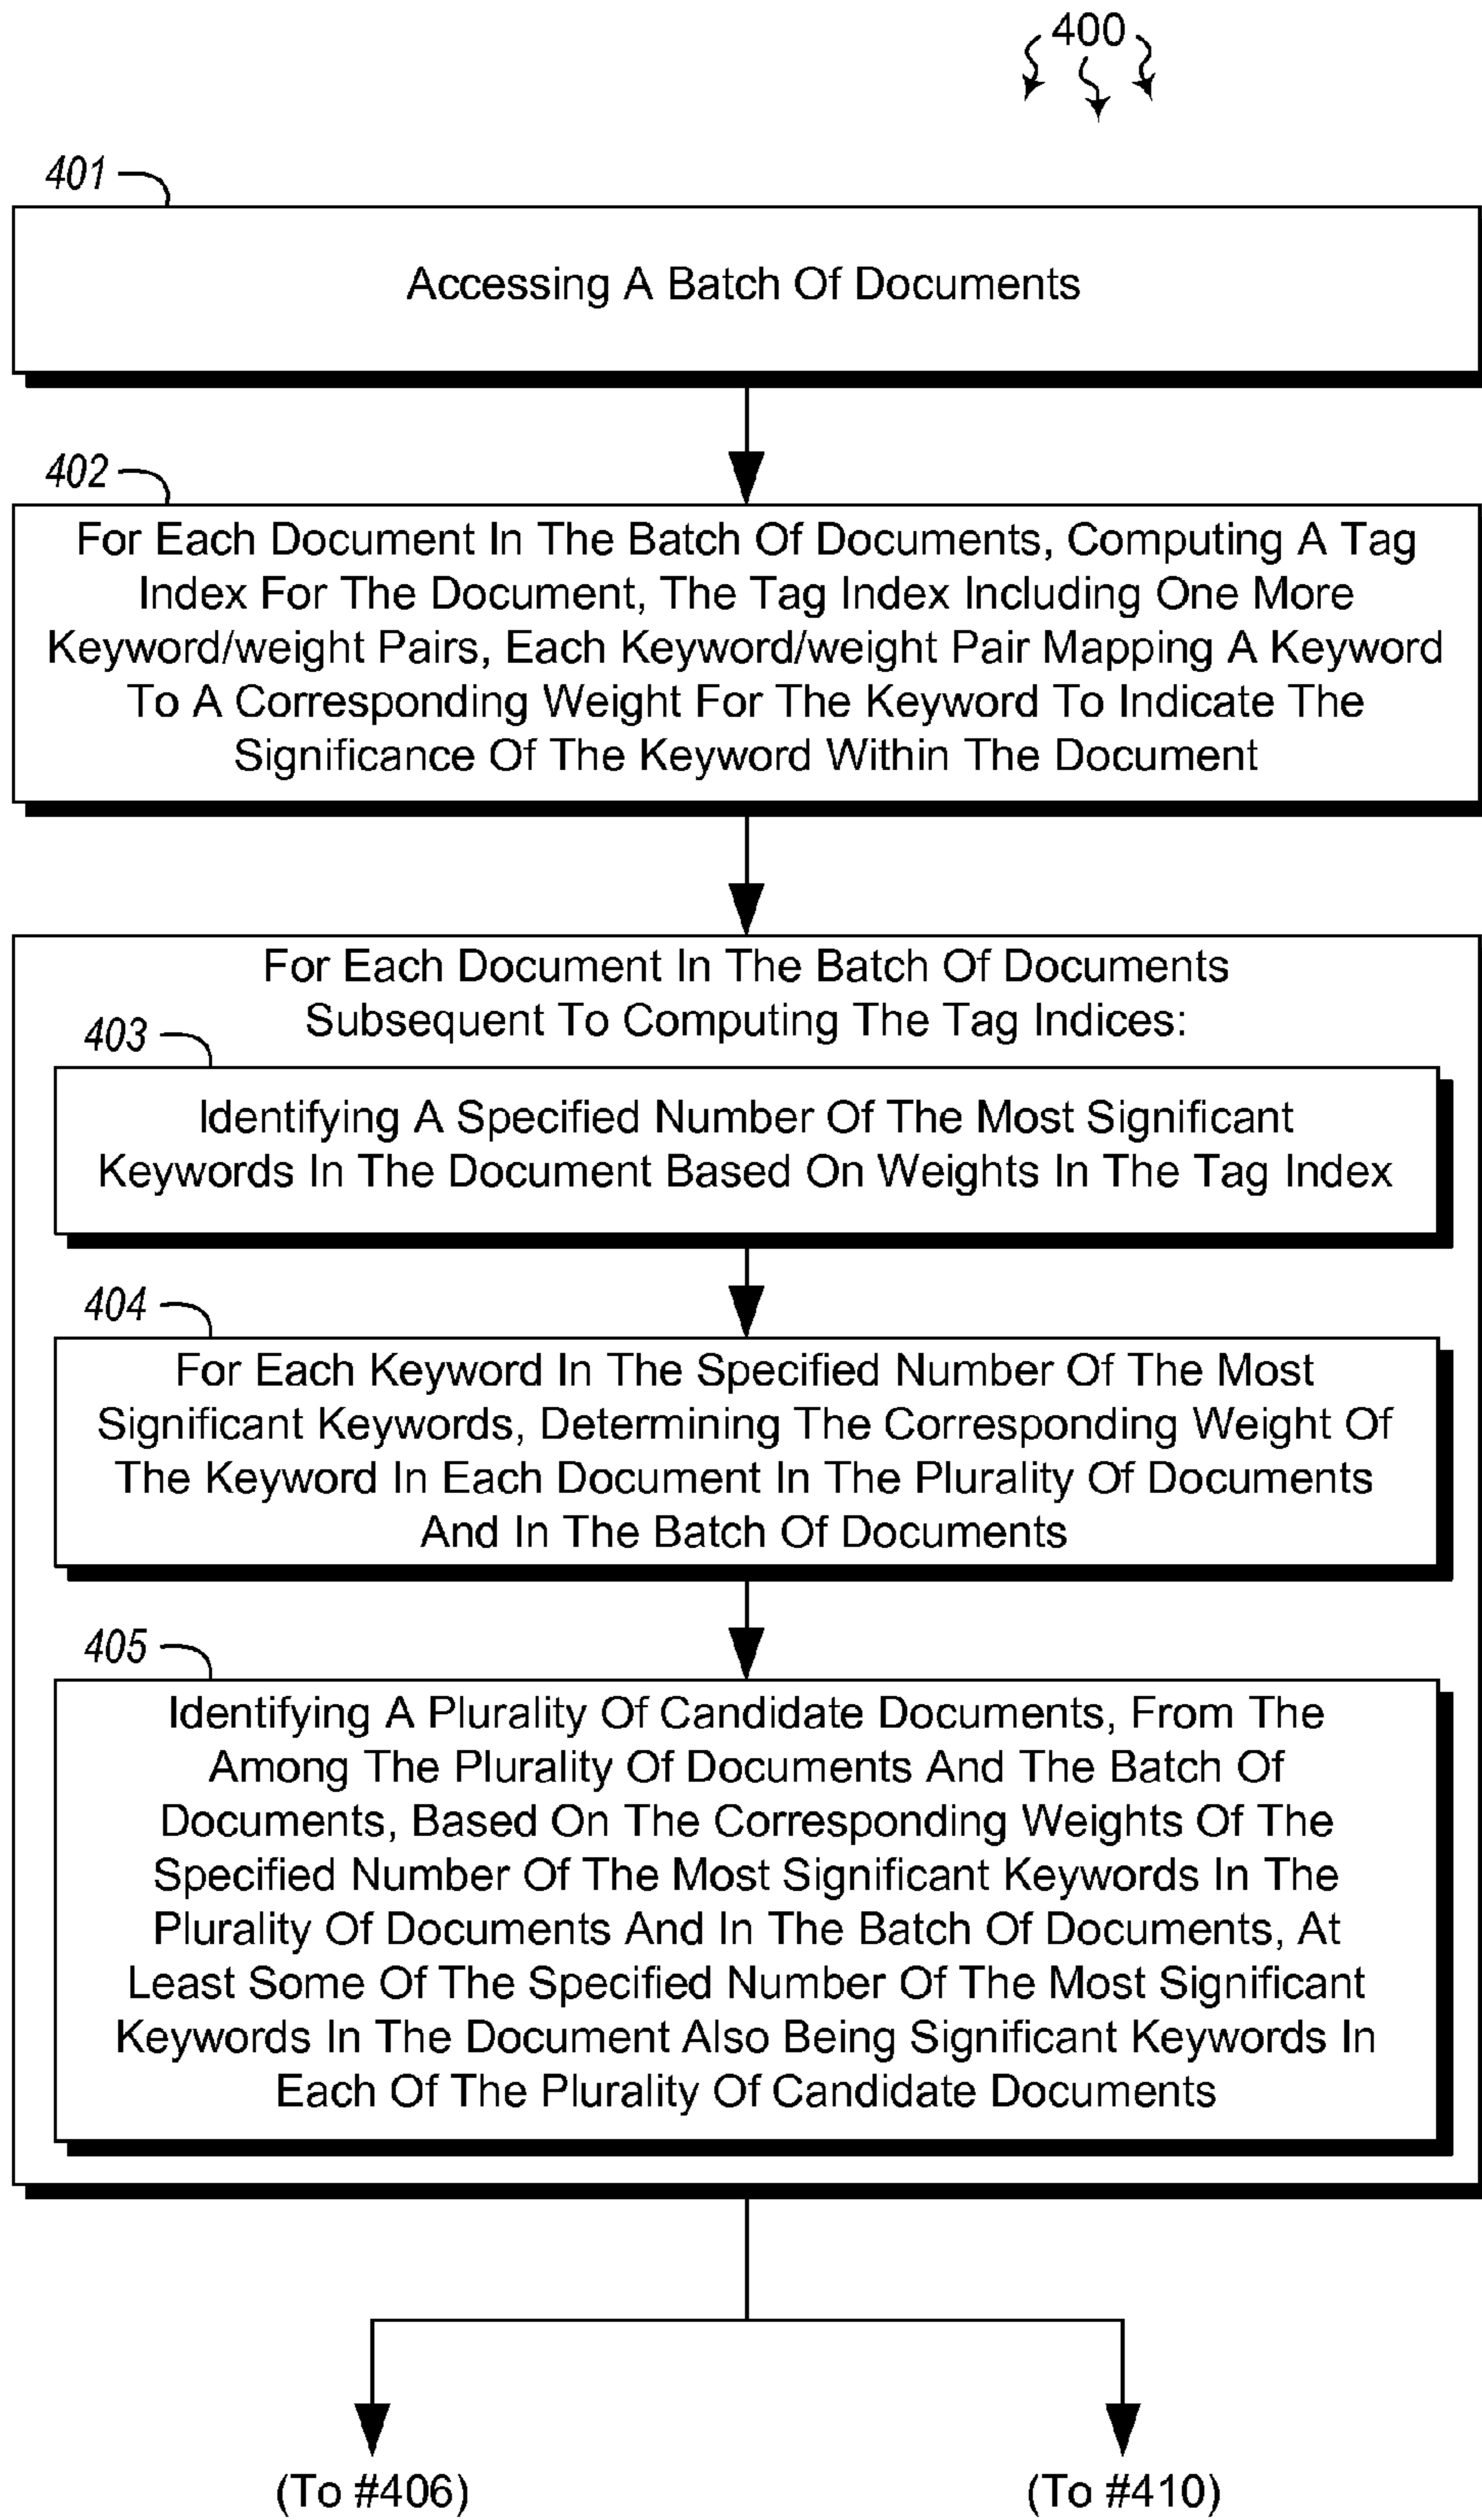 400
401
Accessing A Batch Of Documents
402
For Each Document In The Batch Of Documents, Computing A Tag
Index For The Document, The Tag Index Including One More
Keyword/weight Pairs, Each Keyword/weight Pair Mapping A Keyword
To A Corresponding Weight For The Keyword To Indicate The
Significance Of The Keyword Within The Document
For Each Document In The Batch Of Documents
Subsequent To Computing The Tag Indices:
403
Identifying A Specified Number Of The Most Significant
Keywords In The Document Based On Weights In The Tag Index
404
For Each Keyword In The Specified Number Of The Most
Significant Keywords, Determining The Corresponding Weight Of
The Keyword In Each Document In The Plurality Of Documents
And In The Batch Of Documents
405
Identifying A Plurality Of Candidate Documents, From The
Among The Plurality Of Documents And The Batch Of
Documents, Based On The Corresponding Weights Of The
Specified Number Of The Most Significant Keywords In The
Plurality Of Documents And In The Batch Of Documents, At
Least Some Of The Specified Number Of The Most Significant
Keywords In The Document Also Being Significant Keywords In
Each Of The Plurality Of Candidate Documents
(To #406)
(To #410)